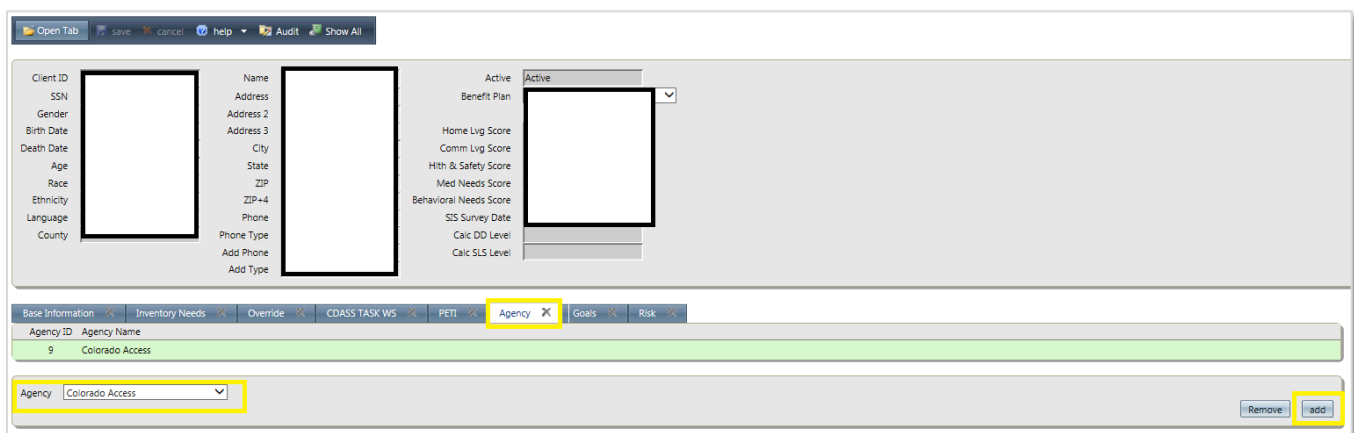 Open Tab save cancel help Audit Show All
Client ID Name Active Active
SSN Address Benefit Plan
Gender Address 2
Birth Date Address 3 Home Lvg Score
Death Date City Comm Lvg Score
Age State Hlth & Safety Score
Race ZIP Med Needs Score
Ethnicity ZIP+4 Behavioral Needs Score
Language Phone SIS Survey Date
County Phone Type Calc DD Level
Add Phone Calc SLS Level
Add Type
Base Information Inventory Needs Override CDASS TASK WS PETI Agency Goals Risk
Agency ID Agency Name
9 Colorado Access
Agency Colorado Access
Remove add